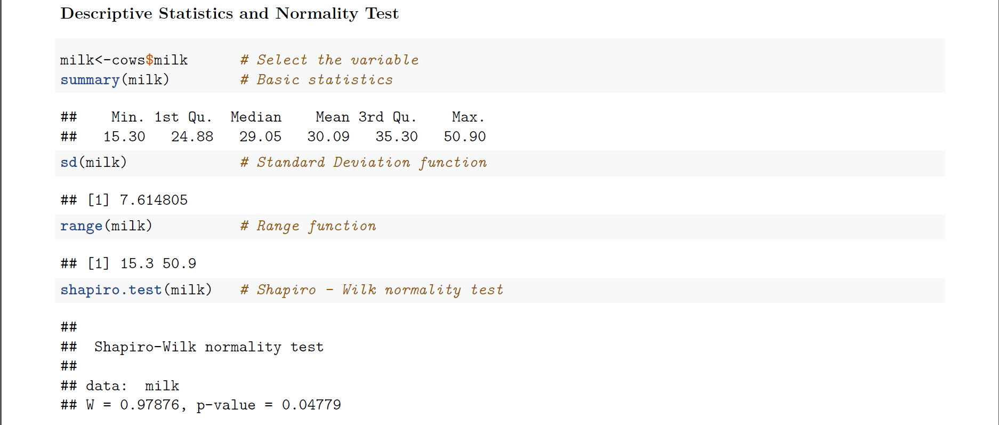 Descriptive Statistics and Normality Test
milk<-cows$milk # Select the variable
summary(milk) # Basic statistics
## Min. 1st Qu. Median Mean 3rd Qu. Max.
## 15.30 24.88 29.05 30.09 35.30 50.90
sd(milk) # Standard Deviation function
## [1] 7.614805
range(milk) # Range function
## [1] 15.3 50.9
shapiro.test(milk) # Shapiro - Wilk normality test
##
## Shapiro-Wilk normality test
##
## data: milk
## W = 0.97876, p-value = 0.04779